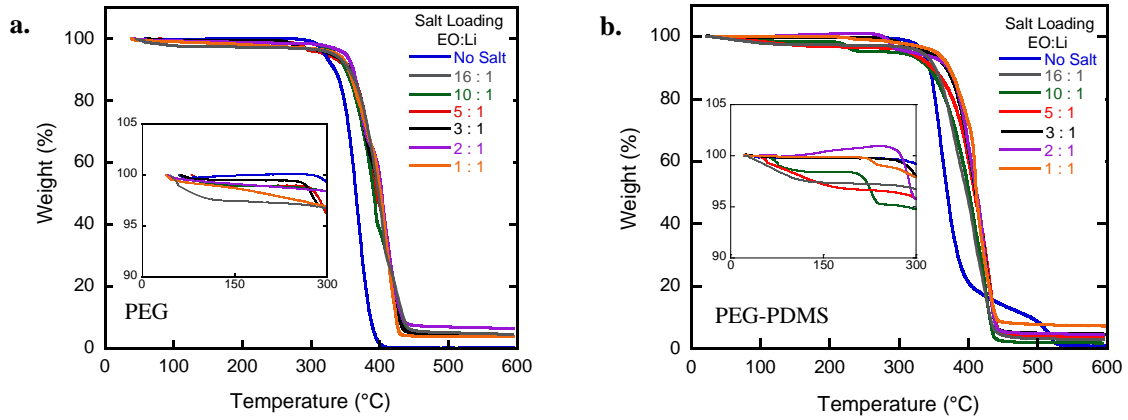 a.
Salt Loading
EO:Li
No Salt
16 : 1
10 : 1
5 : 1
3 : 1
2 : 1
1 : 1
100
80
60
40
20
0
Weight (%)
105
100
95
90
0
150
300
PEG
0
100
200
300
400
500
600
Temperature (°C)
b.
Salt Loading
EO:Li
No Salt
16 : 1
10 : 1
5 : 1
3 : 1
2 : 1
1 : 1
100
80
60
40
20
0
Weight (%)
105
100
95
90
0
150
300
PEG-PDMS
0
100
200
300
400
500
600
Temperature (°C)